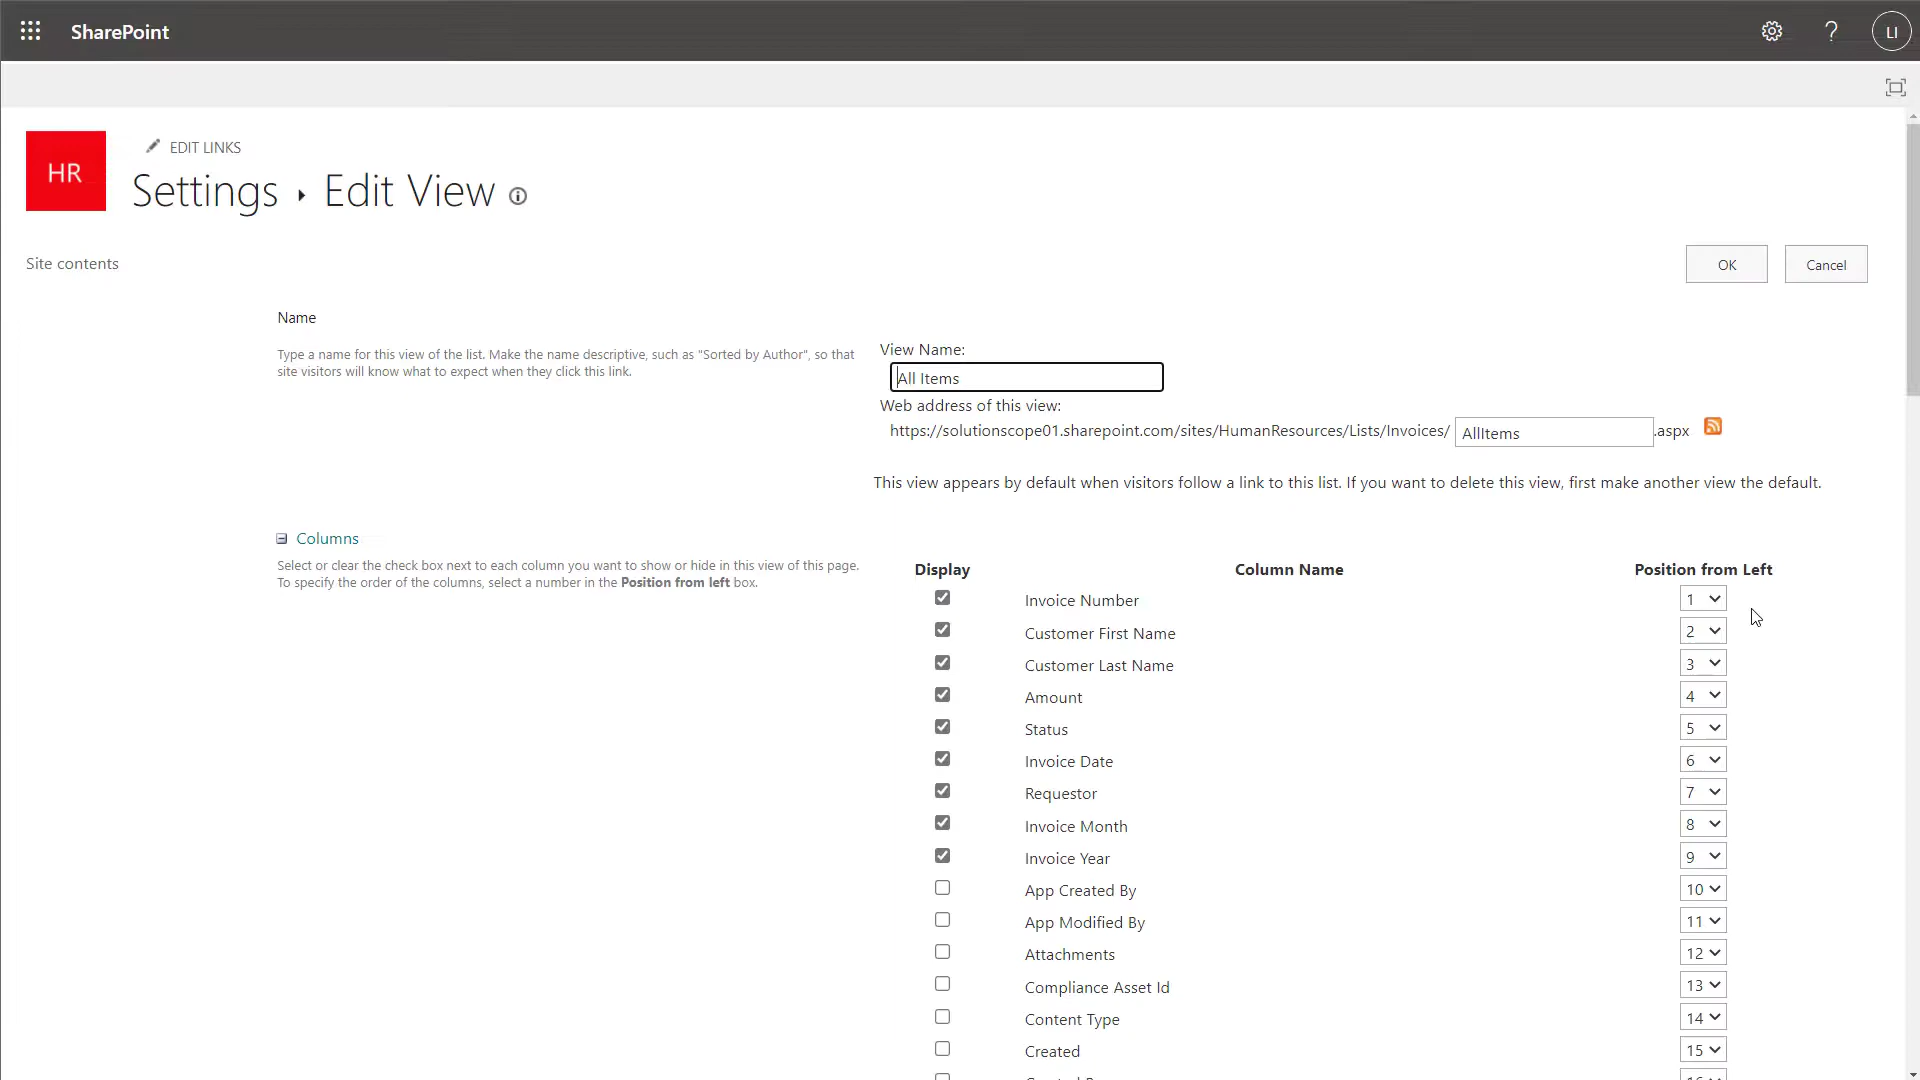 SharePoint
?
LI
HR
EDIT LINKS
Settings ▸ Edit View
Site contents
OK
Cancel
Name
Type a name for this view of the list. Make the name descriptive, such as "Sorted by Author", so that
site visitors will know what to expect when they click this link.
View Name:
All Items
Web address of this view:
https://solutionscope01.sharepoint.com/sites/HumanResources/Lists/Invoices/ AllItems .aspx
This view appears by default when visitors follow a link to this list. If you want to delete this view, first make another view the default.
Columns
Select or clear the check box next to each column you want to show or hide in this view of this page.
To specify the order of the columns, select a number in the Position from left box.
Display Column Name Position from Left
Invoice Number 1
Customer First Name 2
Customer Last Name 3
Amount 4
Status 5
Invoice Date 6
Requestor 7
Invoice Month 8
Invoice Year 9
App Created By 10
App Modified By 11
Attachments 12
Compliance Asset Id 13
Content Type 14
Created 15